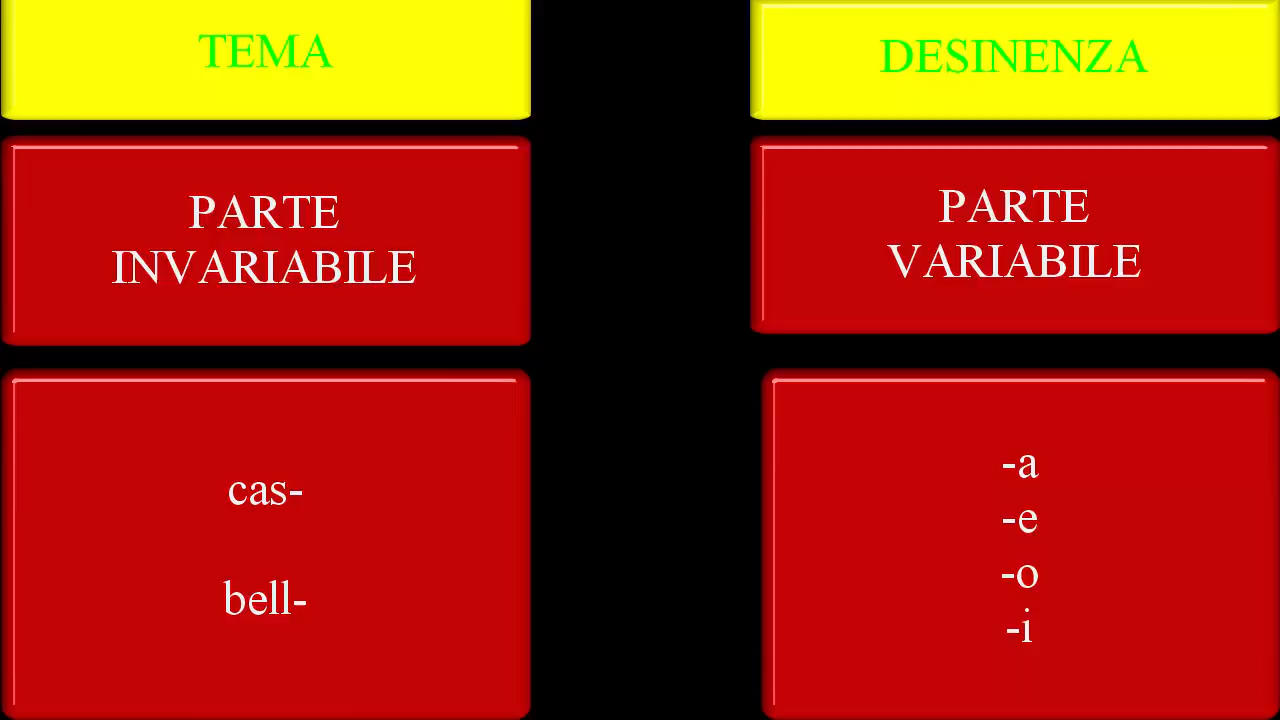 TEMA
PARTE
INVARIABILE
cas-
bell-
DESINENZA
PARTE
VARIABILE
-a
-e
-o
-i